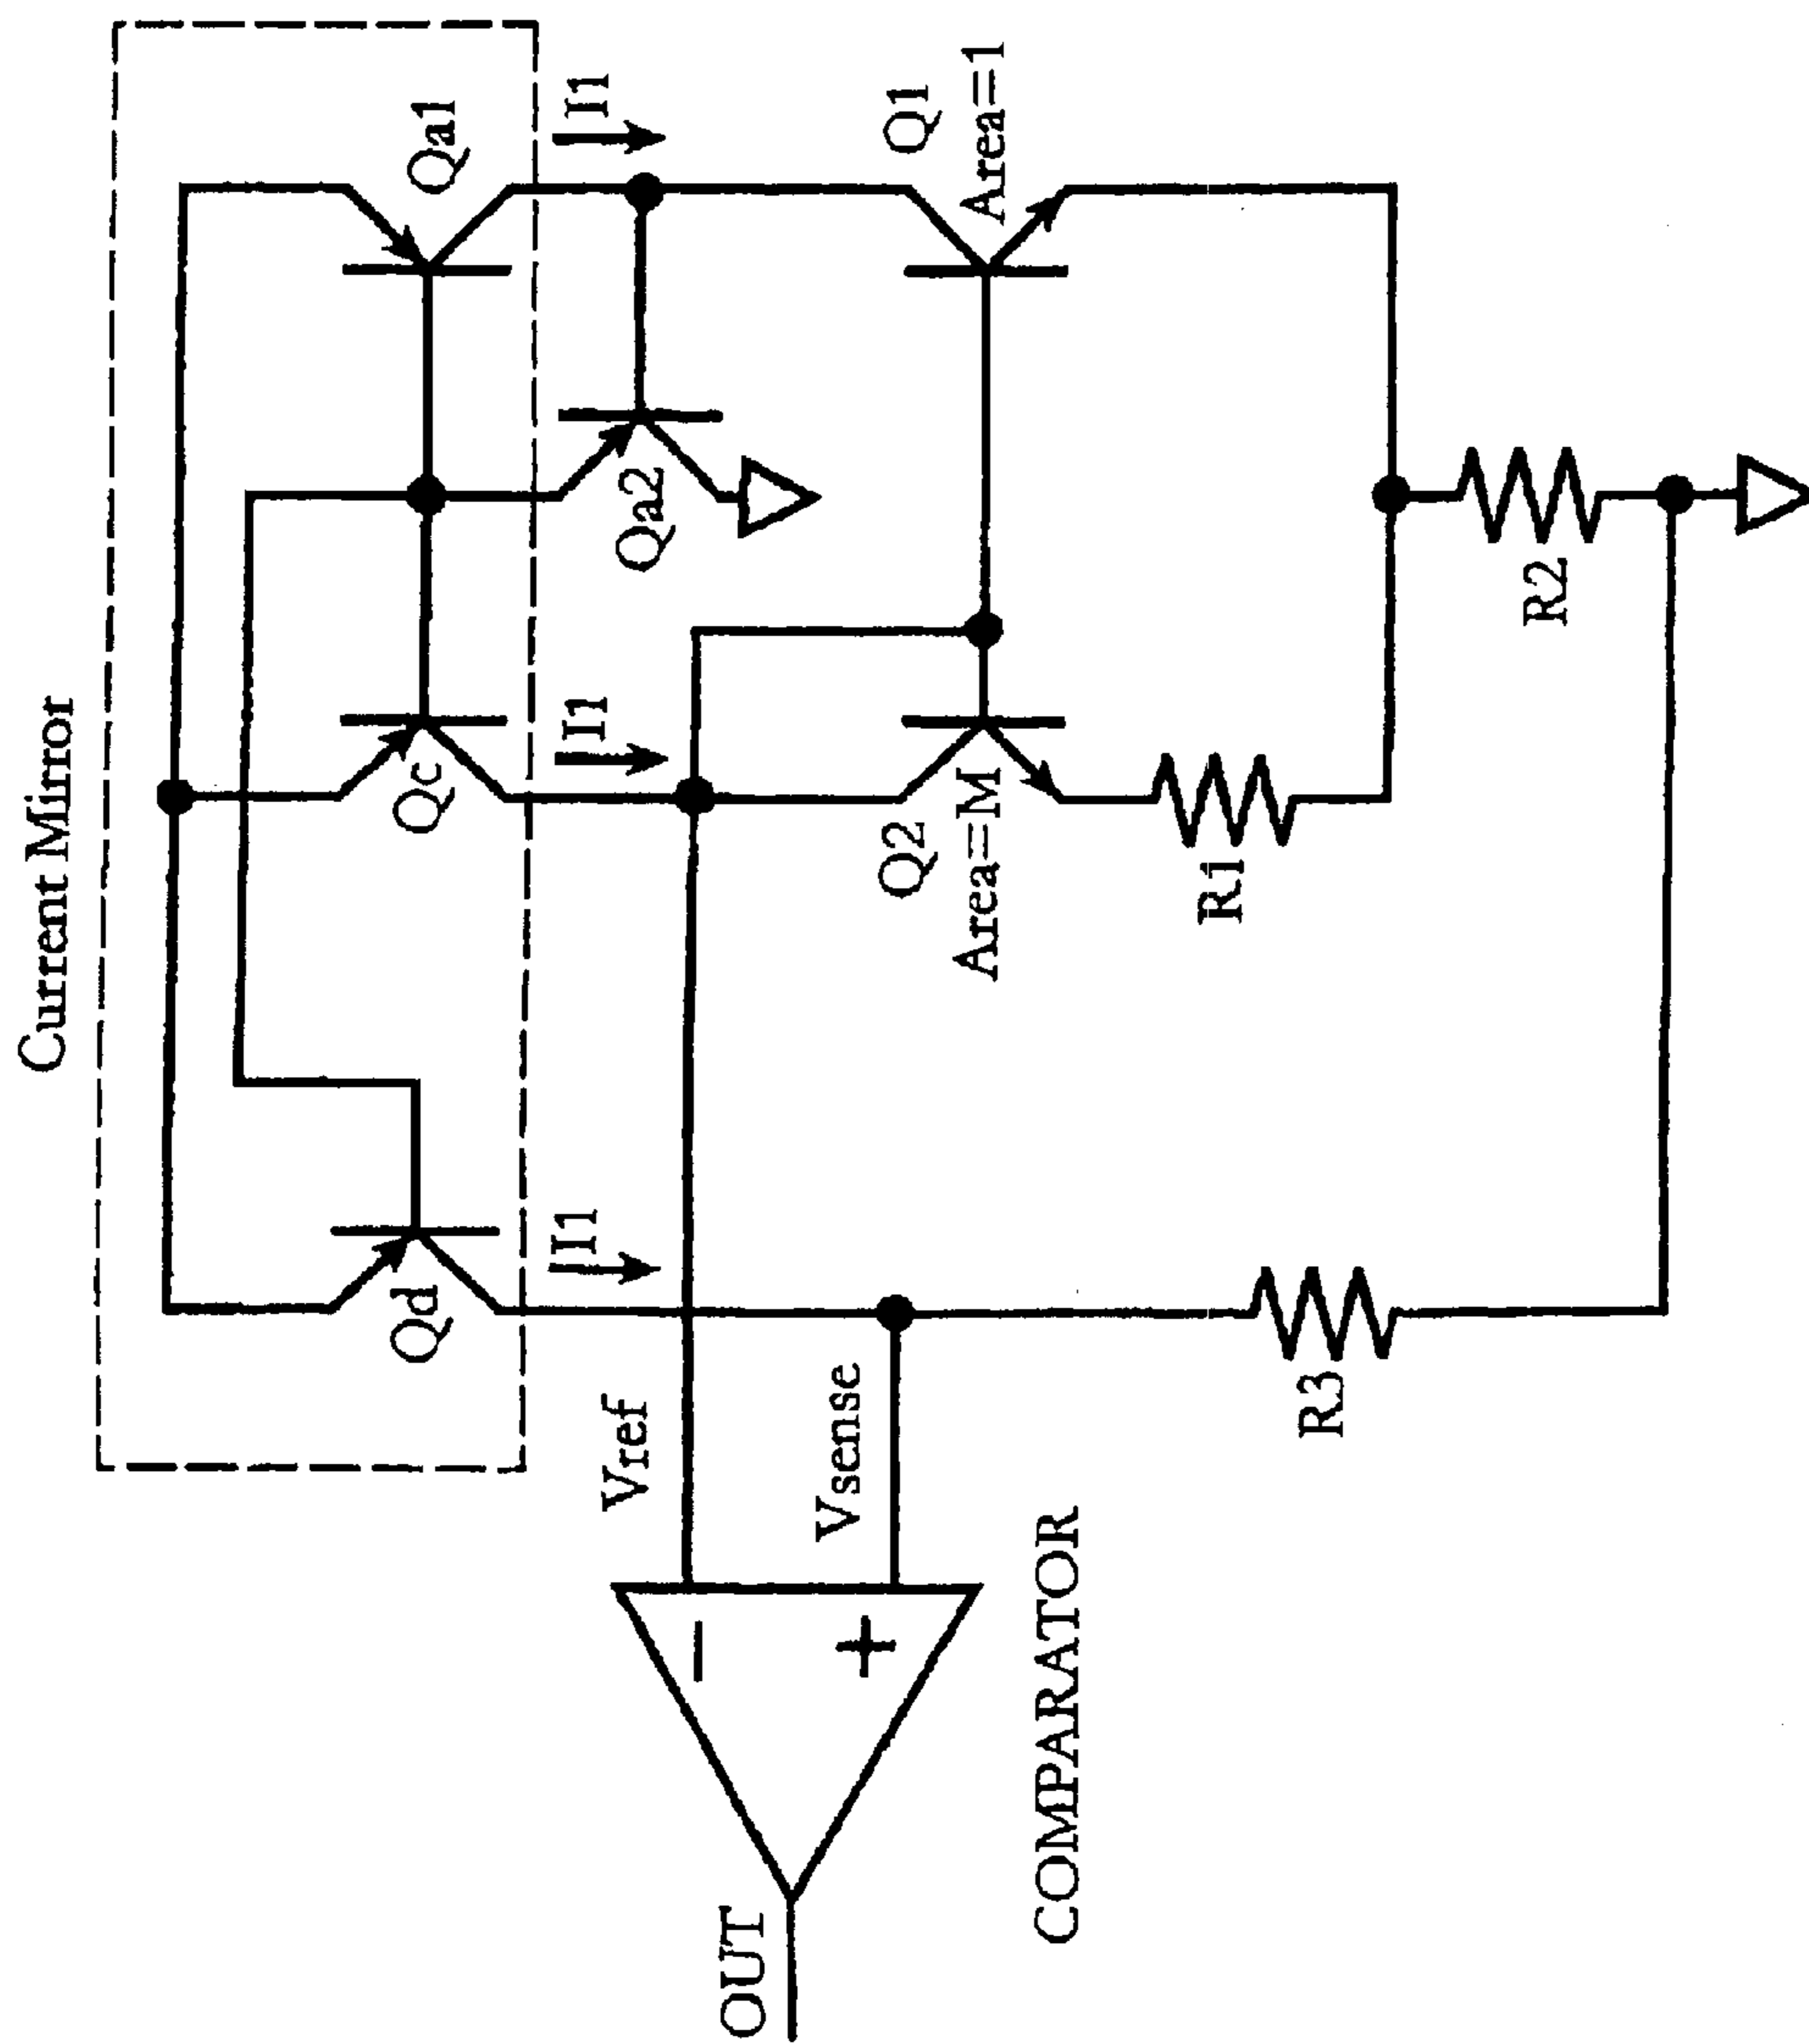 Current Mirror
Qd
Qc
Qa1
I1
I1
I1
Qa2
Vref
Vsense
OUT
COMPARATOR
Q2
Area=M
Q1
Area=1
R1
R3
R2
−
+